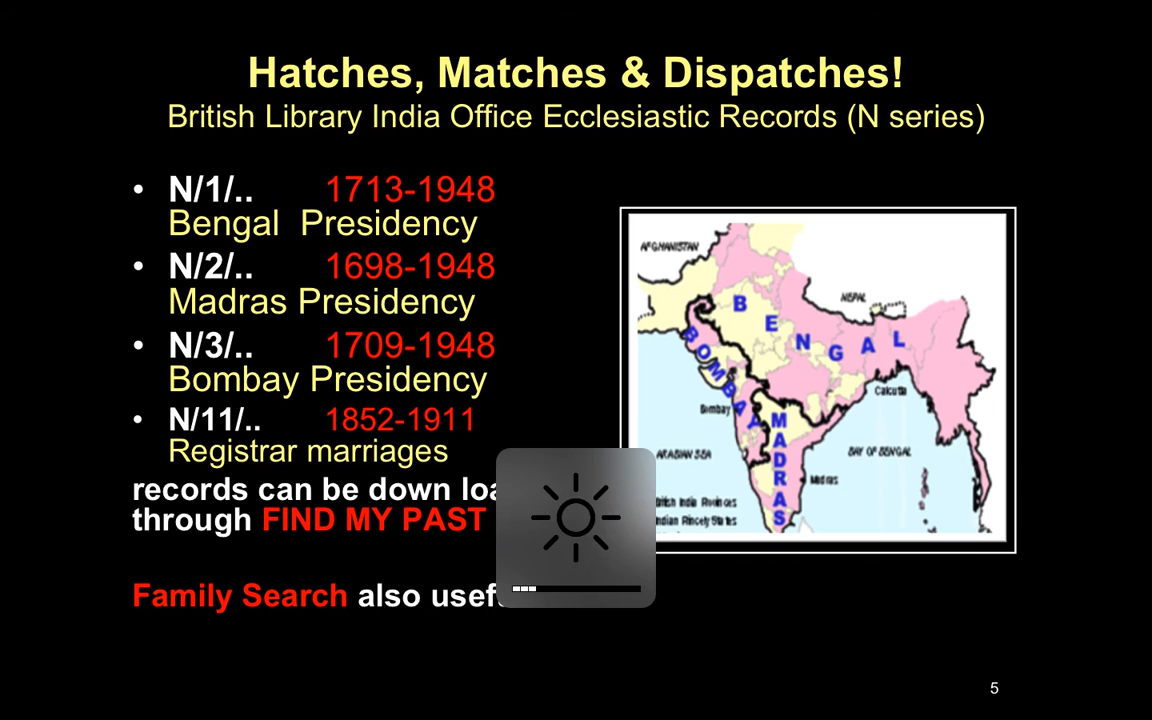 Hatches, Matches & Dispatches!
British Library India Office Ecclesiastic Records (N series)
• N/1/.. 1713-1948
Bengal Presidency
• N/2/.. 1698-1948
Madras Presidency
• N/3/.. 1709-1948
Bombay Presidency
• N/11/.. 1852-1911
Registrar marriages
records can be down
through FIND MY PAST
Family Search also
AFGHANISTAN
NEPAL
BENGAL
BOMBAY
Calcutta
Bombay
MADRAS
ARABIAN SEA
BAY OF BENGAL
Madras
British India Provinces
Indian Princely States
5